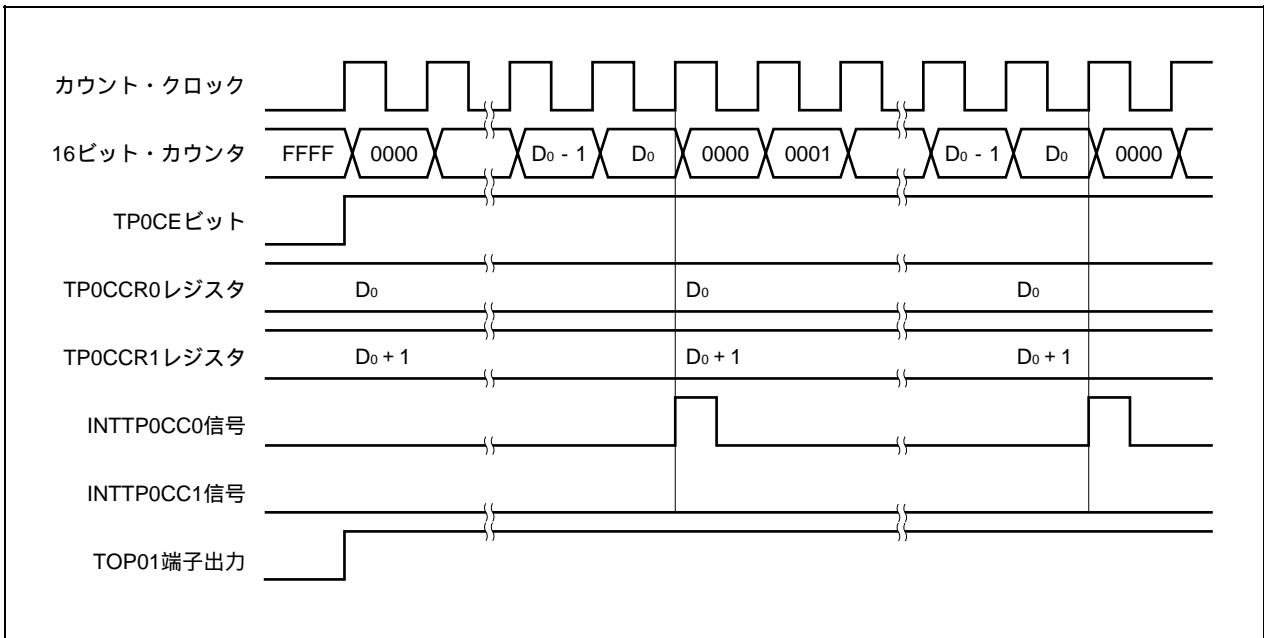 カウント・クロック
16ビット・カウンタ FFFF 0000 D₀ - 1 D₀ 0000 0001 D₀ - 1 D₀ 0000
TP0CEビット
TP0CCR0レジスタ D₀ D₀ D₀
TP0CCR1レジスタ D₀ + 1 D₀ + 1 D₀ + 1
INTTP0CC0信号
INTTP0CC1信号
TOP01端子出力